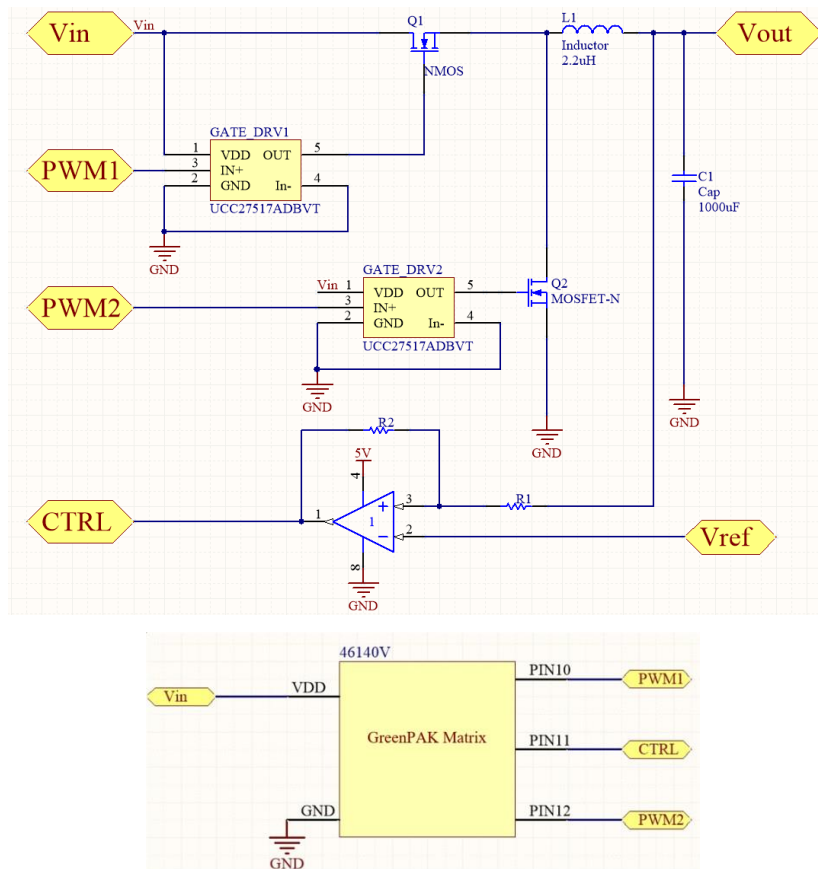 Vin
Vin
Q1
NMOS
L1
Inductor
2.2uH
Vout
PWM1
GATE_DRV1
1 VDD OUT 5
3 IN+
2 GND In- 4
UCC27517ADBVT
GND
C1
Cap
1000uF
PWM2
GATE_DRV2
Vin 1 VDD OUT 5
3 IN+
2 GND In- 4
UCC27517ADBVT
GND
Q2
MOSFET-N
GND
GND
R2
5V
4
CTRL
1
1
+ 3
R1
- 2
Vref
8
GND
46140V
Vin
VDD
GreenPAK Matrix
PIN10
PWM1
PIN11
CTRL
GND
PIN12
PWM2
GND